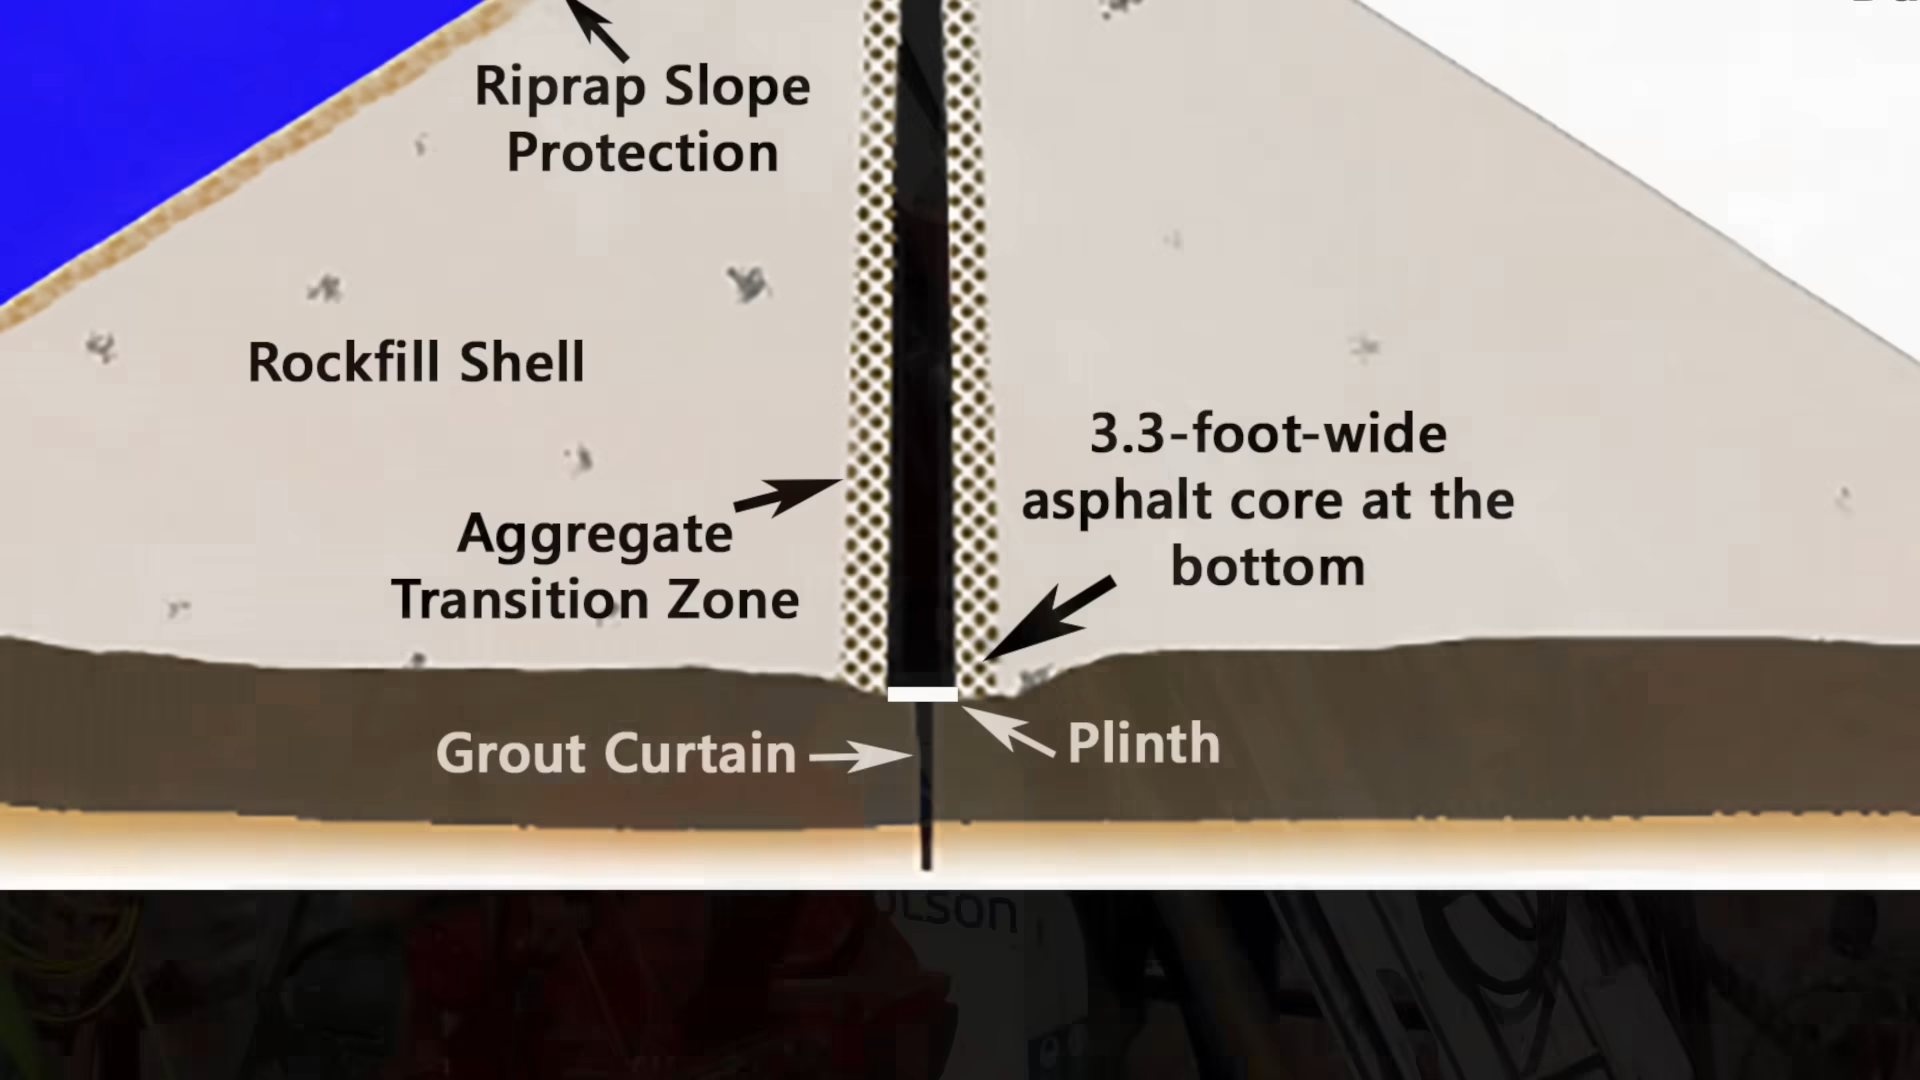 Riprap Slope
Protection
Rockfill Shell
3.3-foot-wide
asphalt core at the
bottom
Aggregate
Transition Zone
Grout Curtain
Plinth